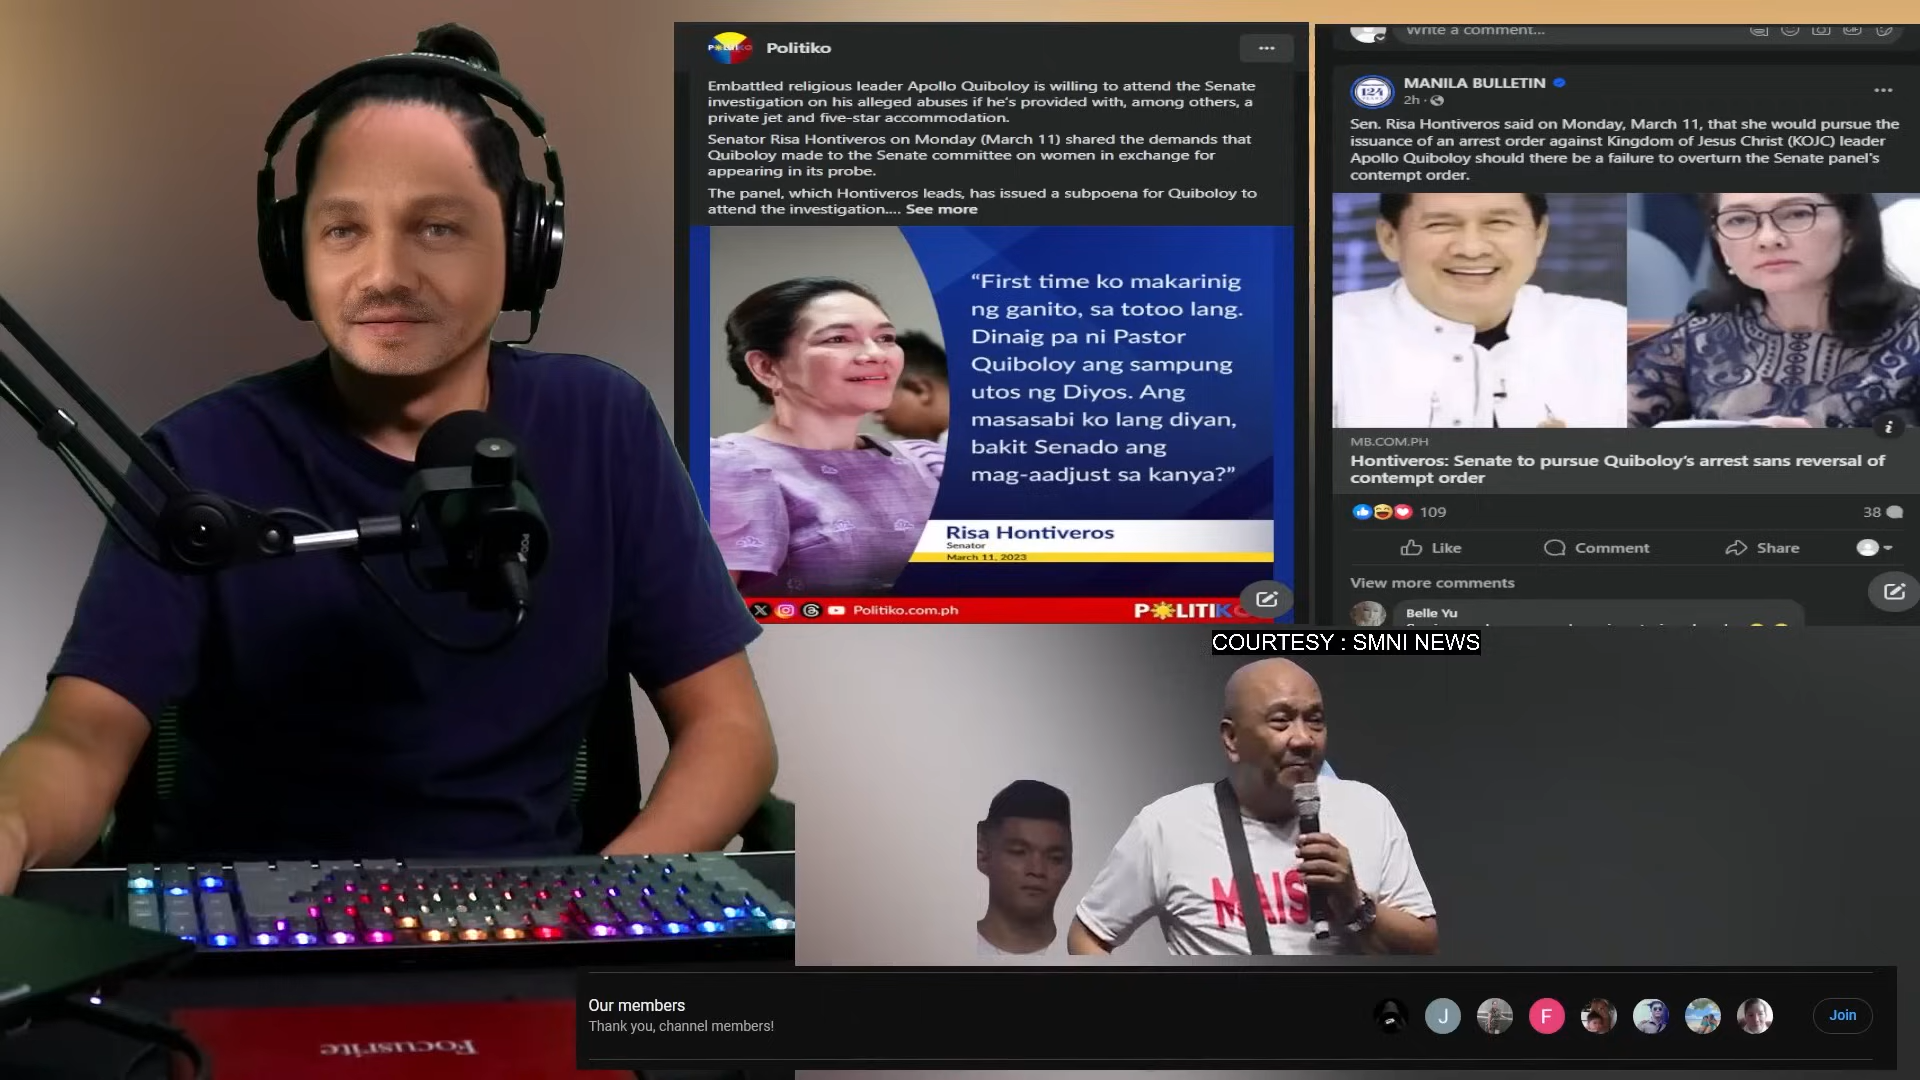 Politiko
Embattled religious leader Apollo Quiboloy is willing to attend the Senate
investigation on his alleged abuses if he's provided with, among others, a
private jet and five-star accommodation.
Senator Risa Hontiveros on Monday (March 11) shared the demands that
Quiboloy made to the Senate committee on women in exchange for
appearing in its probe.
The panel, which Hontiveros leads, has issued a subpoena for Quiboloy to
attend the investigation.... See more
“First time ko makarinig
ng ganito, sa totoo lang.
Dinaig pa ni Pastor
Quiboloy ang sampung
utos ng Diyos. Ang
masasabi ko lang diyan,
bakit Senado ang
mag-aadjust sa kanya?”
Risa Hontiveros
Senator
March 11, 2023
Politiko.com.ph
POLITIKO
Write a comment...
124
MANILA BULLETIN
2h
Sen. Risa Hontiveros said on Monday, March 11, that she would pursue the
issuance of an arrest order against Kingdom of Jesus Christ (KOJC) leader
Apollo Quiboloy should there be a failure to overturn the Senate panel's
contempt order.
MB.COM.PH
Hontiveros: Senate to pursue Quiboloy's arrest sans reversal of
contempt order
109
38
Like
Comment
Share
View more comments
Belle Yu
COURTESY : SMNI NEWS
MAIS
Our members
Thank you, channel members!
J
F
Join
Focusrite